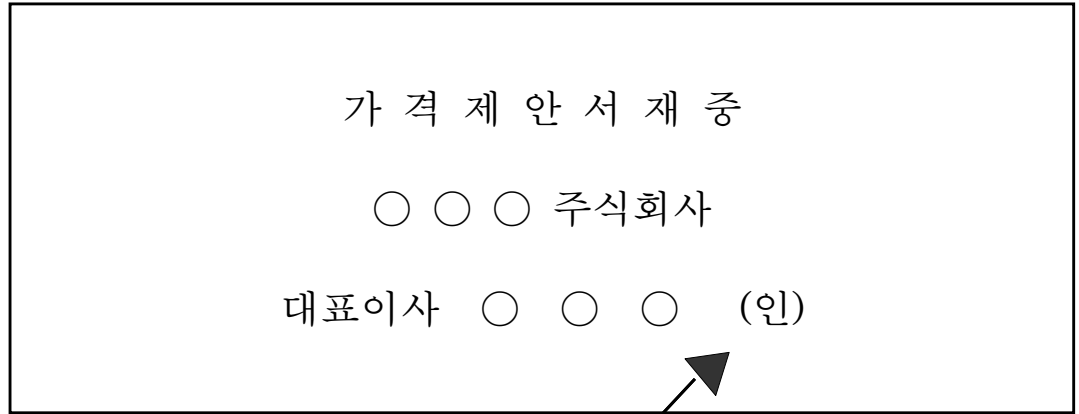 가 격 제 안 서 재 중
○ ○ ○ 주식회사
대표이사 ○ ○ ○ (인)